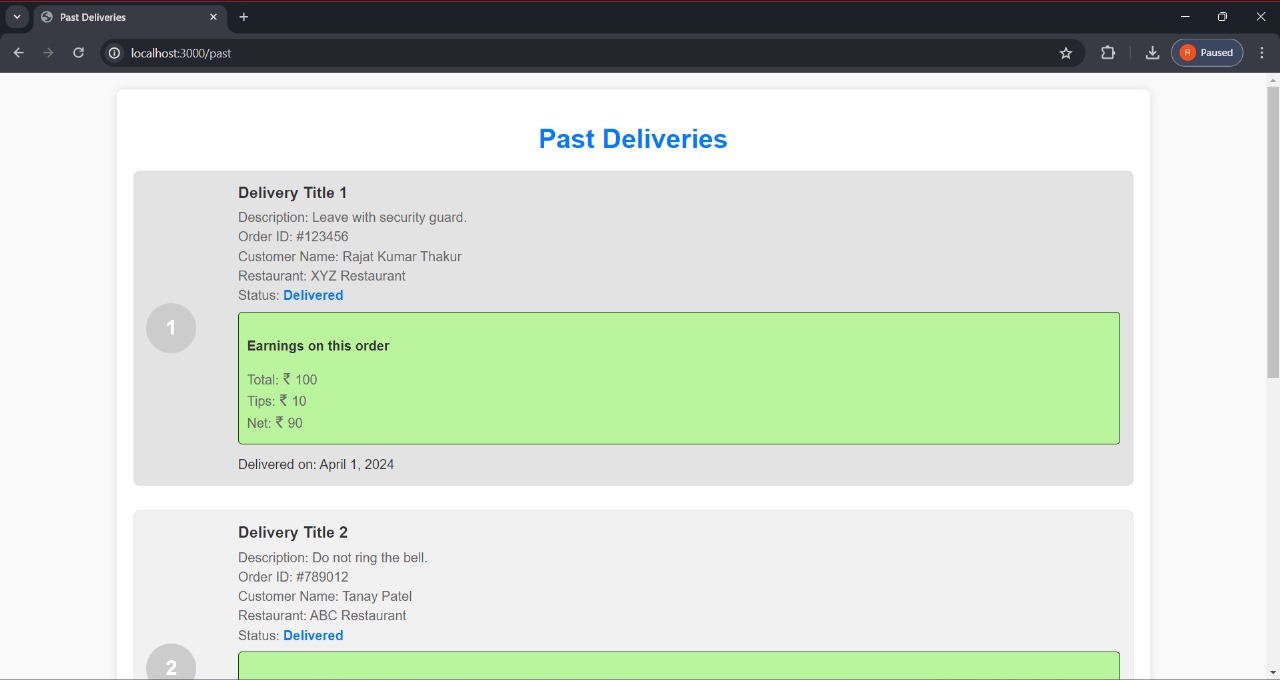 Past Deliveries
localhost:3000/past
R Paused
Past Deliveries
Delivery Title 1
Description: Leave with security guard.
Order ID: #123456
Customer Name: Rajat Kumar Thakur
Restaurant: XYZ Restaurant
Status: Delivered
1
Earnings on this order
Total: ₹ 100
Tips: ₹ 10
Net: ₹ 90
Delivered on: April 1, 2024
Delivery Title 2
Description: Do not ring the bell.
Order ID: #789012
Customer Name: Tanay Patel
Restaurant: ABC Restaurant
Status: Delivered
2